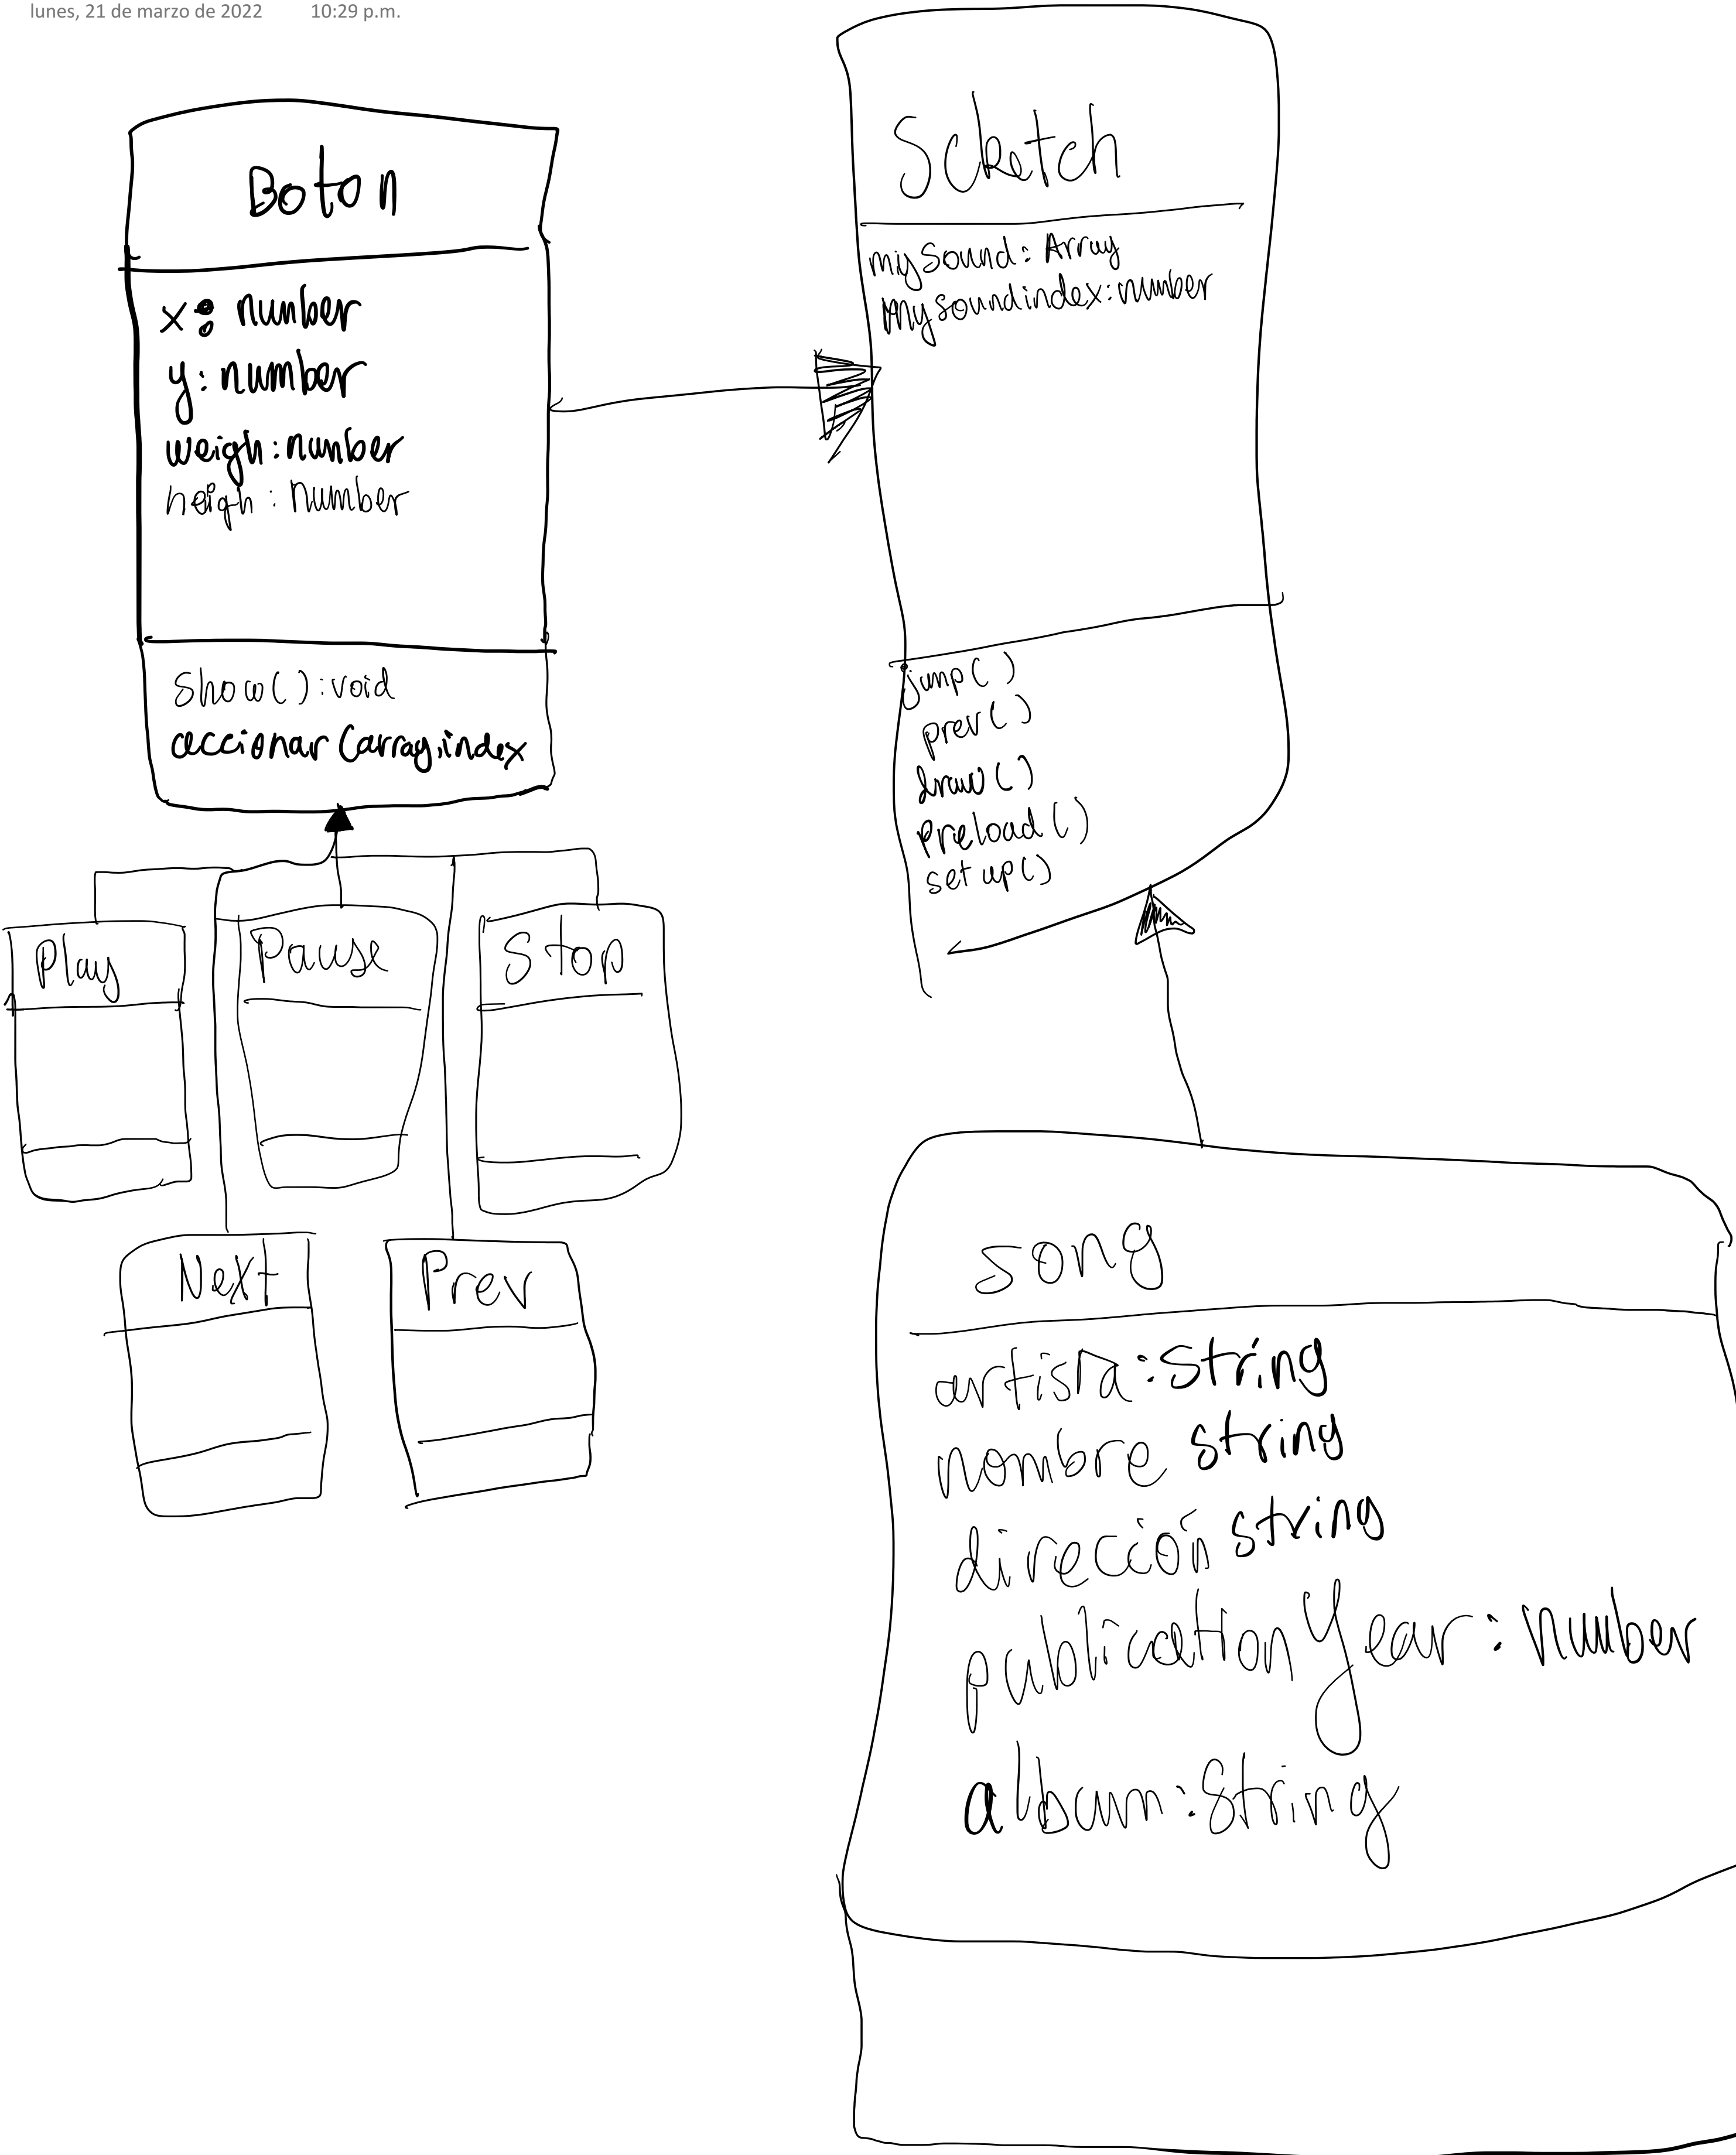 lunes, 21 de marzo de 2022 10:29 p.m.
Boton
x: number
y: number
weigh: number
heigh: number
show(): void
accionar(array, index
Scketch
mysound: Array
mysoundindex: number
jump()
prev()
draw()
preload()
setup()
Play
Pause
Stop
Next
Prev
song
artista: string
nombre string
direción string
publicationYear: number
album: String